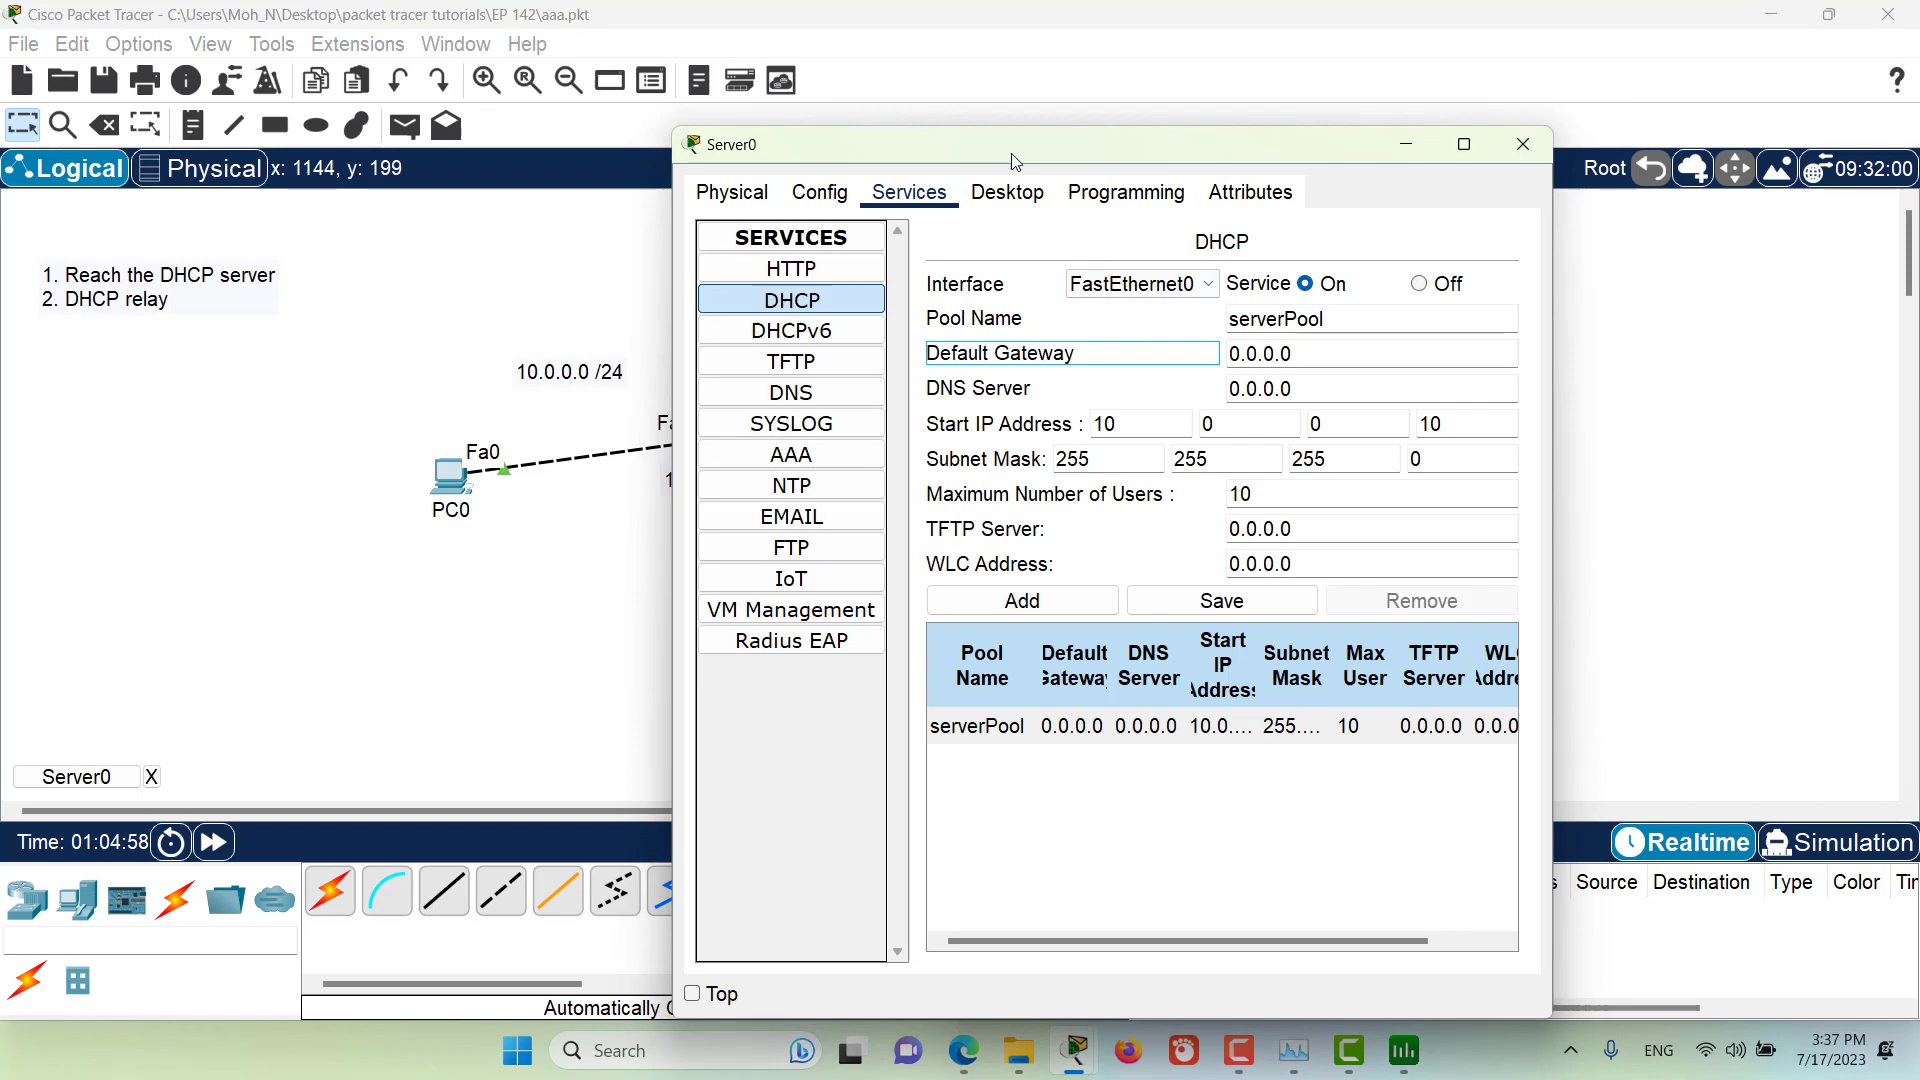 Cisco Packet Tracer - C:\Users\Moh_N\Desktop\packet tracer tutorials\EP 142\aaa.pkt
File Edit Options View Tools Extensions Window Help
Logical Physical x: 1144, y: 199
Root 09:32:00
1. Reach the DHCP server
2. DHCP relay
10.0.0.0 /24
Fa0
PC0
Server0 X
Time: 01:04:58
Realtime Simulation
Source Destination Type Color
Automatically
Server0
Physical Config Services Desktop Programming Attributes
SERVICES
HTTP
DHCP
DHCPv6
TFTP
DNS
SYSLOG
AAA
NTP
EMAIL
FTP
IoT
VM Management
Radius EAP
DHCP
Interface FastEthernet0 Service On Off
Pool Name serverPool
Default Gateway 0.0.0.0
DNS Server 0.0.0.0
Start IP Address : 10 0 0 10
Subnet Mask: 255 255 255 0
Maximum Number of Users : 10
TFTP Server: 0.0.0.0
WLC Address: 0.0.0.0
Add Save Remove
Pool Name Default Gateway DNS Server Start IP Address Subnet Mask Max User TFTP Server
serverPool 0.0.0.0 0.0.0.0 10.0.... 255.... 10 0.0.0.0 0.0.0
Top
Search
ENG
3:37 PM
7/17/2023